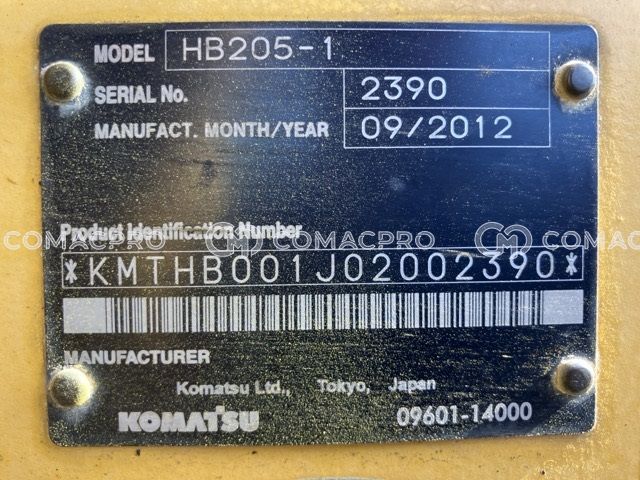 MODEL HB205-1
SERIAL No. 2390
MANUFACT. MONTH/YEAR 09/2012
Product Identification Number
COMACPRO COMACPRO COMACPRO
*KMTHB001J02002390*
MANUFACTURER
Komatsu Ltd., Tokyo, Japan
KOMATSU 09601-14000